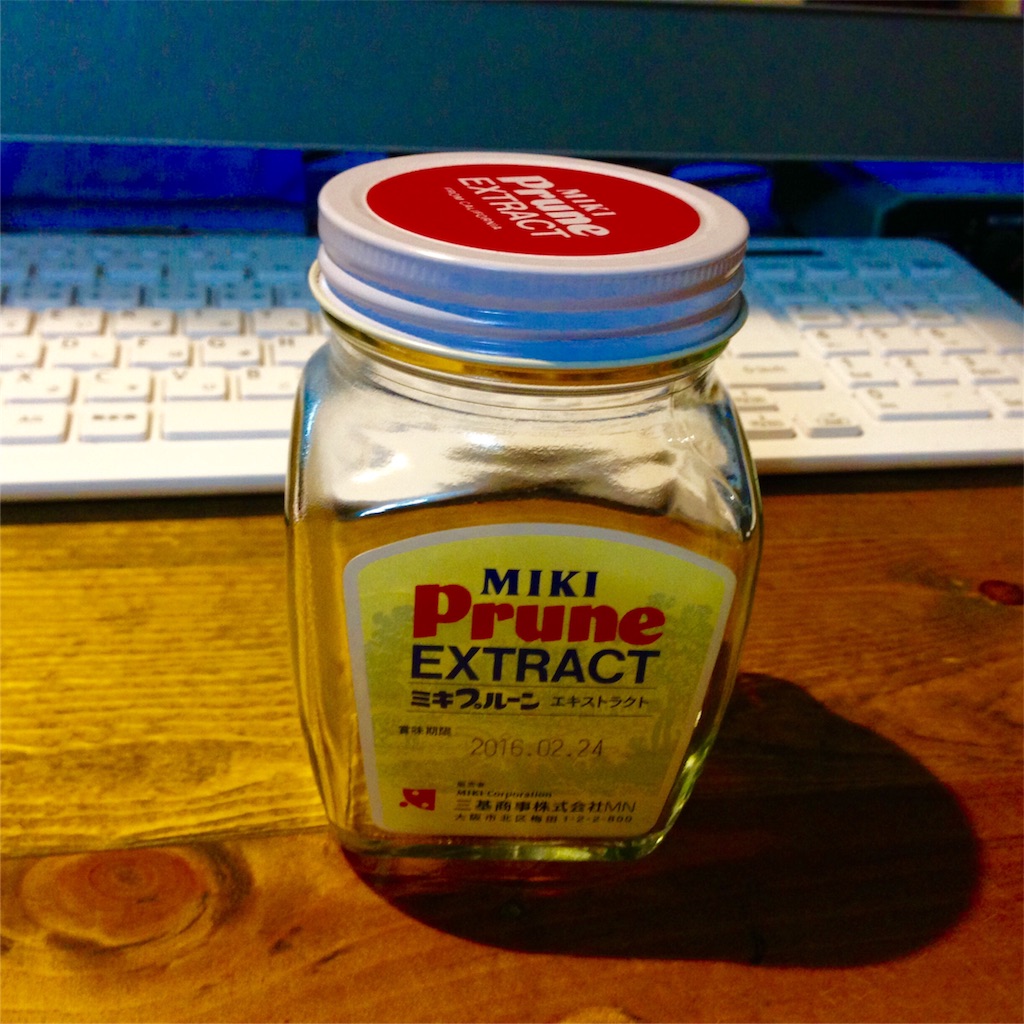 MIKI
Prune
EXTRACT
FROM CALIFORNIA
MIKI
Prune
EXTRACT
ミキプルーン エキストラクト
賞味期限 2016.02.24
販売者
MIKI Corporation
三基商事株式会社MN
大阪市北区梅田1-2-2-800
D
G
H
X
C
V
B